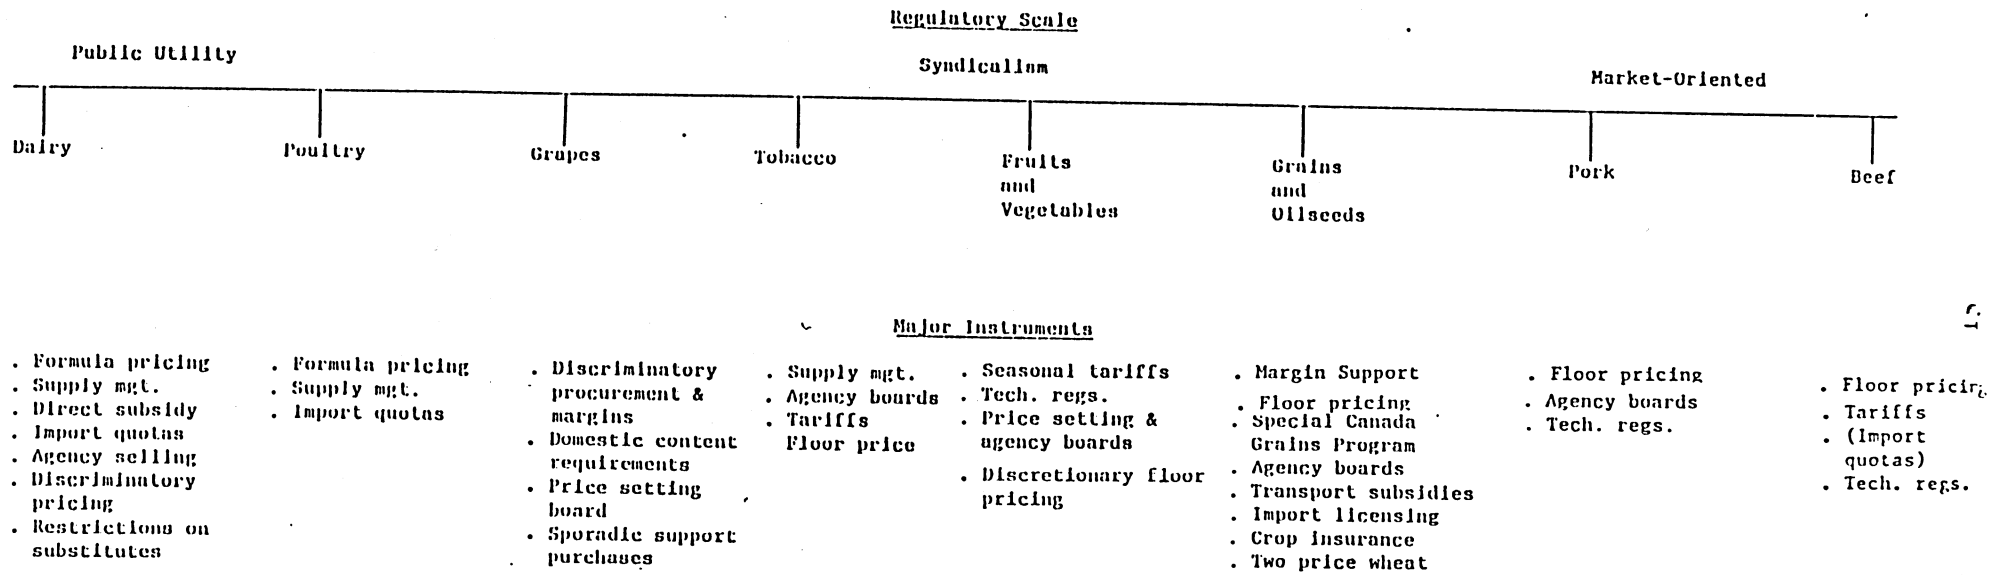 Regulatory Scale
Public Utility
Syndicalism
Market-Oriented
Dairy
Poultry
Grapes
Tobacco
Fruits
and
Vegetables
Grains
and
Oilseeds
Pork
Beef
Major Instruments
. Formula pricing
. Supply mgt.
. Direct subsidy
. Import quotas
. Agency selling
. Discriminatory
pricing
. Restrictions on
substitutes
. Formula pricing
. Supply mgt.
. Import quotas
. Discriminatory
procurement &
margins
. Domestic content
requirements
. Price setting
board
. Sporadic support
purchases
. Supply mgt.
. Agency boards
. Tariffs
Floor price
. Seasonal tariffs
. Tech. regs.
. Price setting &
agency boards
. Discretionary floor
pricing
. Margin Support
. Floor pricing
. Special Canada
Grains Program
. Agency boards
. Transport subsidies
. Import licensing
. Crop insurance
. Two price wheat
. Floor pricing
. Agency boards
. Tech. regs.
. Floor pricing
. Tariffs
. (Import
quotas)
. Tech. regs.